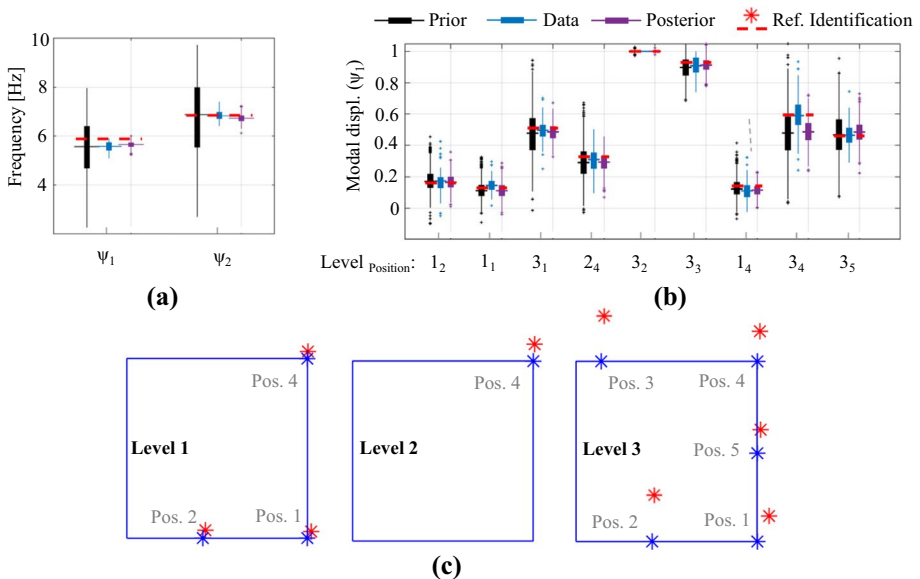 Prior Data Posterior Ref. Identification
(a)
(b)
Frequency [Hz]
10
8
6
4
ψ1 ψ2
Modal displ. (ψ1)
1
0.6
0.4
0.2
0
Level Position: 12 11 31 24 32 33 14 34 35
(a) (b)
Pos. 4 Pos. 4 Pos. 3 Pos. 4
Level 1 Level 2 Level 3 Pos. 5
Pos. 2 Pos. 1 Pos. 2 Pos. 1
(c)